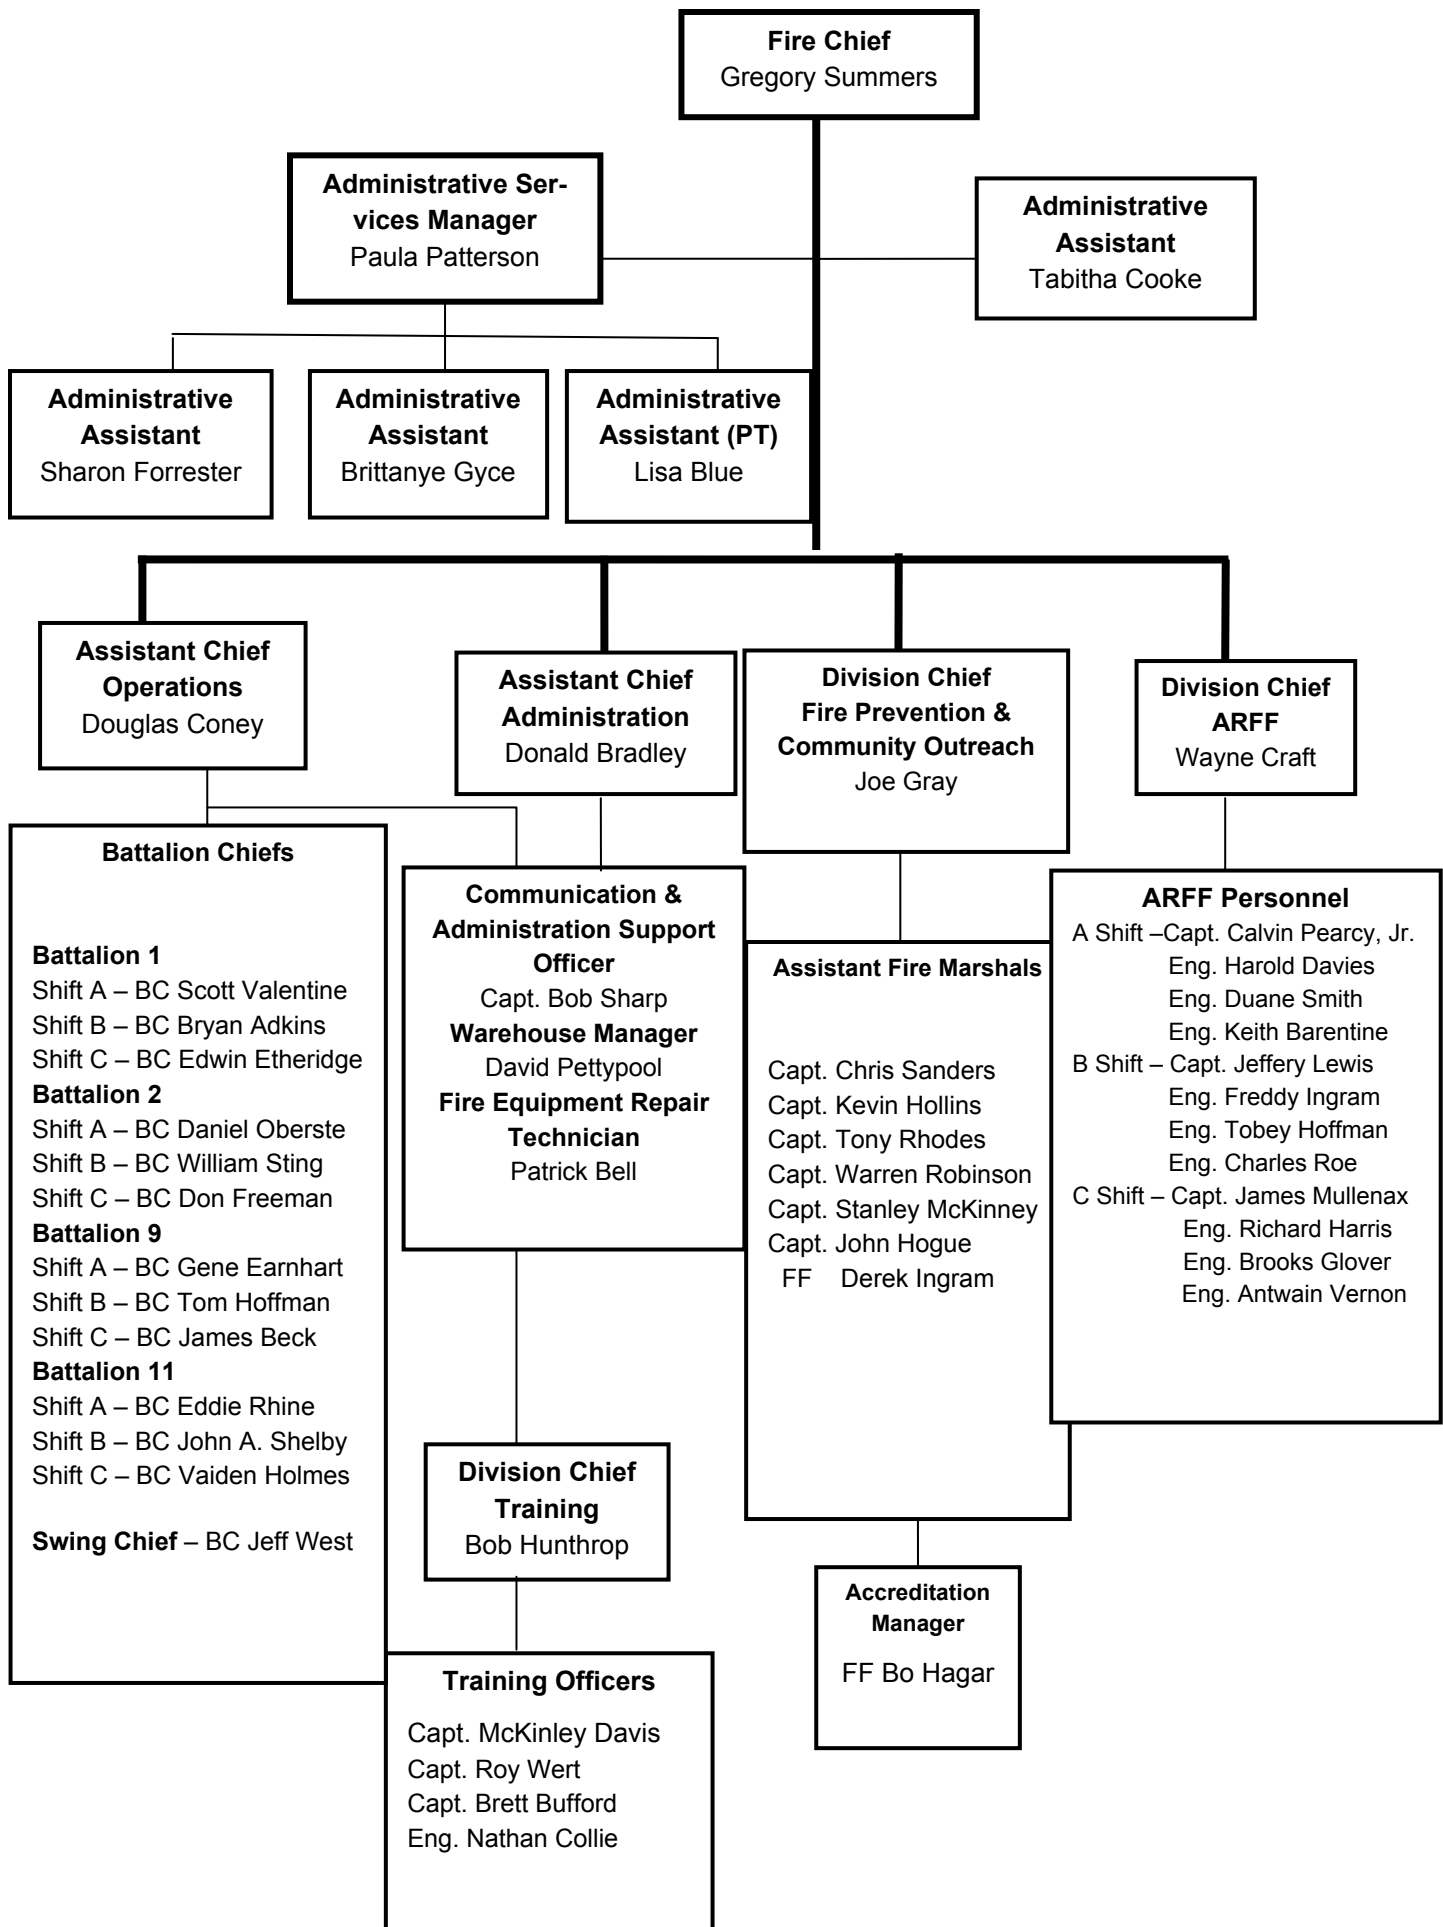 Fire Chief
Gregory Summers
Administrative Ser-
vices Manager
Paula Patterson
Administrative
Assistant
Tabitha Cooke
Administrative
Assistant
Sharon Forrester
Administrative
Assistant
Brittanye Gyce
Administrative
Assistant (PT)
Lisa Blue
Assistant Chief
Operations
Douglas Coney
Assistant Chief
Administration
Donald Bradley
Division Chief
Fire Prevention &
Community Outreach
Joe Gray
Division Chief
ARFF
Wayne Craft
Battalion Chiefs
Battalion 1
Shift A – BC Scott Valentine
Shift B – BC Bryan Adkins
Shift C – BC Edwin Etheridge
Battalion 2
Shift A – BC Daniel Oberste
Shift B – BC William Sting
Shift C – BC Don Freeman
Battalion 9
Shift A – BC Gene Earnhart
Shift B – BC Tom Hoffman
Shift C – BC James Beck
Battalion 11
Shift A – BC Eddie Rhine
Shift B – BC John A. Shelby
Shift C – BC Vaiden Holmes
Swing Chief – BC Jeff West
Communication &
Administration Support
Officer
Capt. Bob Sharp
Warehouse Manager
David Pettypool
Fire Equipment Repair
Technician
Patrick Bell
Assistant Fire Marshals
Capt. Chris Sanders
Capt. Kevin Hollins
Capt. Tony Rhodes
Capt. Warren Robinson
Capt. Stanley McKinney
Capt. John Hogue
FF Derek Ingram
ARFF Personnel
A Shift –Capt. Calvin Pearcy, Jr.
Eng. Harold Davies
Eng. Duane Smith
Eng. Keith Barentine
B Shift – Capt. Jeffery Lewis
Eng. Freddy Ingram
Eng. Tobey Hoffman
Eng. Charles Roe
C Shift – Capt. James Mullenax
Eng. Richard Harris
Eng. Brooks Glover
Eng. Antwain Vernon
Division Chief
Training
Bob Hunthrop
Accreditation
Manager
FF Bo Hagar
Training Officers
Capt. McKinley Davis
Capt. Roy Wert
Capt. Brett Bufford
Eng. Nathan Collie